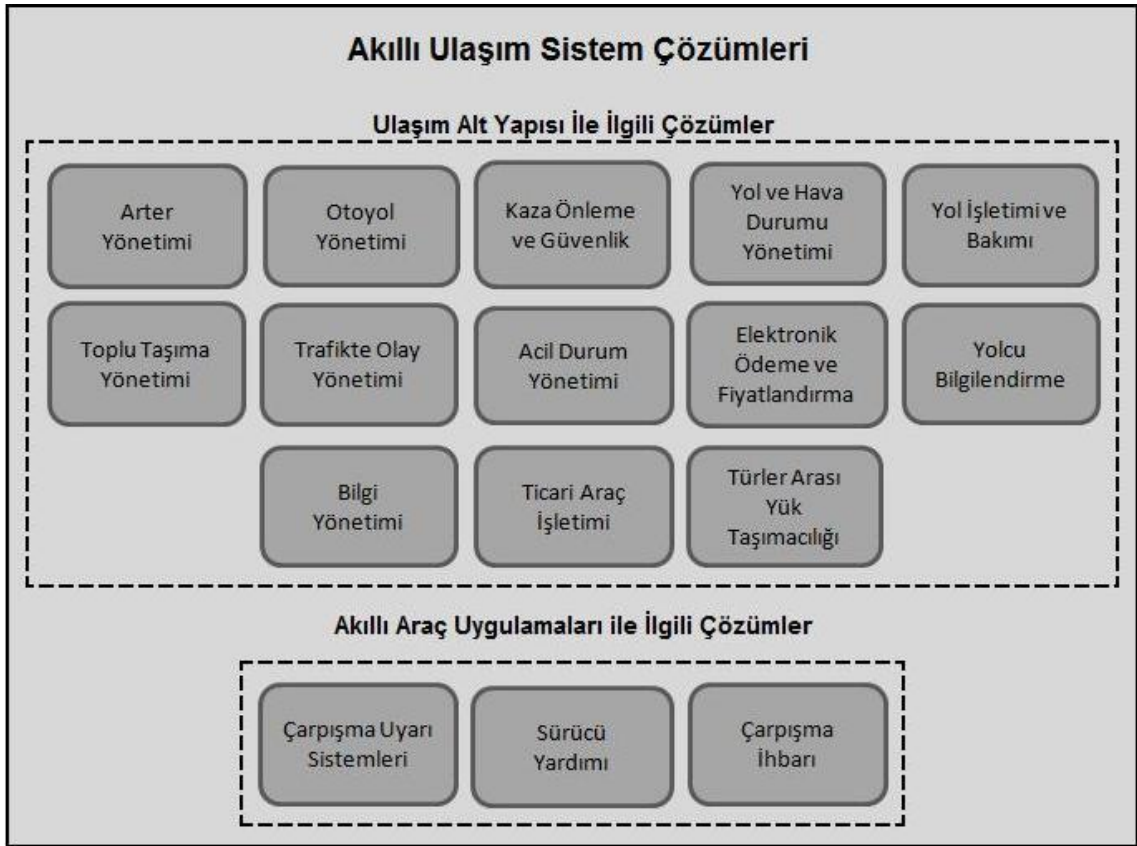 Akıllı Ulaşım Sistem Çözümleri
Ulaşım Alt Yapısı İle İlgili Çözümler
Arter
Yönetimi
Otoyol
Yönetimi
Kaza Önleme
ve Güvenlik
Yol ve Hava
Durumu
Yönetimi
Yol İşletimi ve
Bakımı
Toplu Taşıma
Yönetimi
Trafikte Olay
Yönetimi
Acil Durum
Yönetimi
Elektronik
Ödeme ve
Fiyatlandırma
Yolcu
Bilgilendirme
Bilgi
Yönetimi
Ticari Araç
İşletimi
Türler Arası
Yük
Taşımacılığı
Akıllı Araç Uygulamaları ile İlgili Çözümler
Çarpışma Uyarı
Sistemleri
Sürücü
Yardımı
Çarpışma
İhbarı